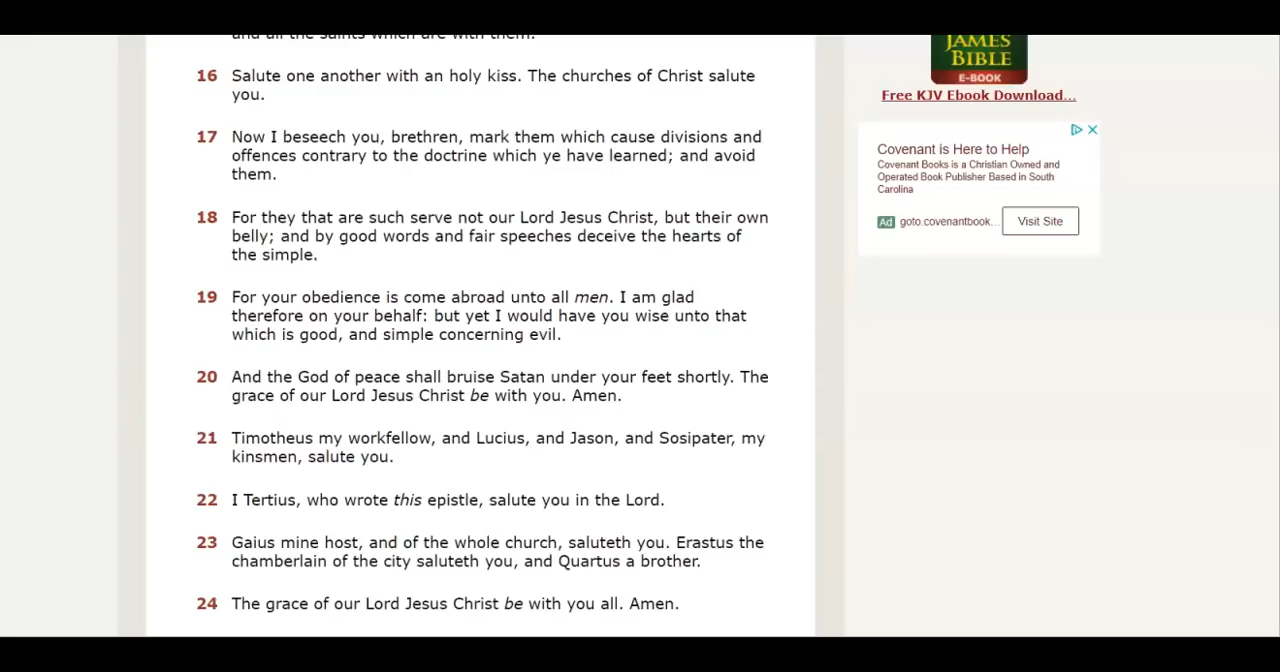 and all the saints which are with them.
16 Salute one another with an holy kiss. The churches of Christ salute
you.
17 Now I beseech you, brethren, mark them which cause divisions and
offences contrary to the doctrine which ye have learned; and avoid
them.
18 For they that are such serve not our Lord Jesus Christ, but their own
belly; and by good words and fair speeches deceive the hearts of
the simple.
19 For your obedience is come abroad unto all men. I am glad
therefore on your behalf: but yet I would have you wise unto that
which is good, and simple concerning evil.
20 And the God of peace shall bruise Satan under your feet shortly. The
grace of our Lord Jesus Christ be with you. Amen.
21 Timotheus my workfellow, and Lucius, and Jason, and Sosipater, my
kinsmen, salute you.
22 I Tertius, who wrote this epistle, salute you in the Lord.
23 Gaius mine host, and of the whole church, saluteth you. Erastus the
chamberlain of the city saluteth you, and Quartus a brother.
24 The grace of our Lord Jesus Christ be with you all. Amen.
JAMES
BIBLE
E-BOOK
Free KJV Ebook Download...
Covenant is Here to Help
Covenant Books is a Christian Owned and
Operated Book Publisher Based in South
Carolina
Ad goto.covenantbook... Visit Site